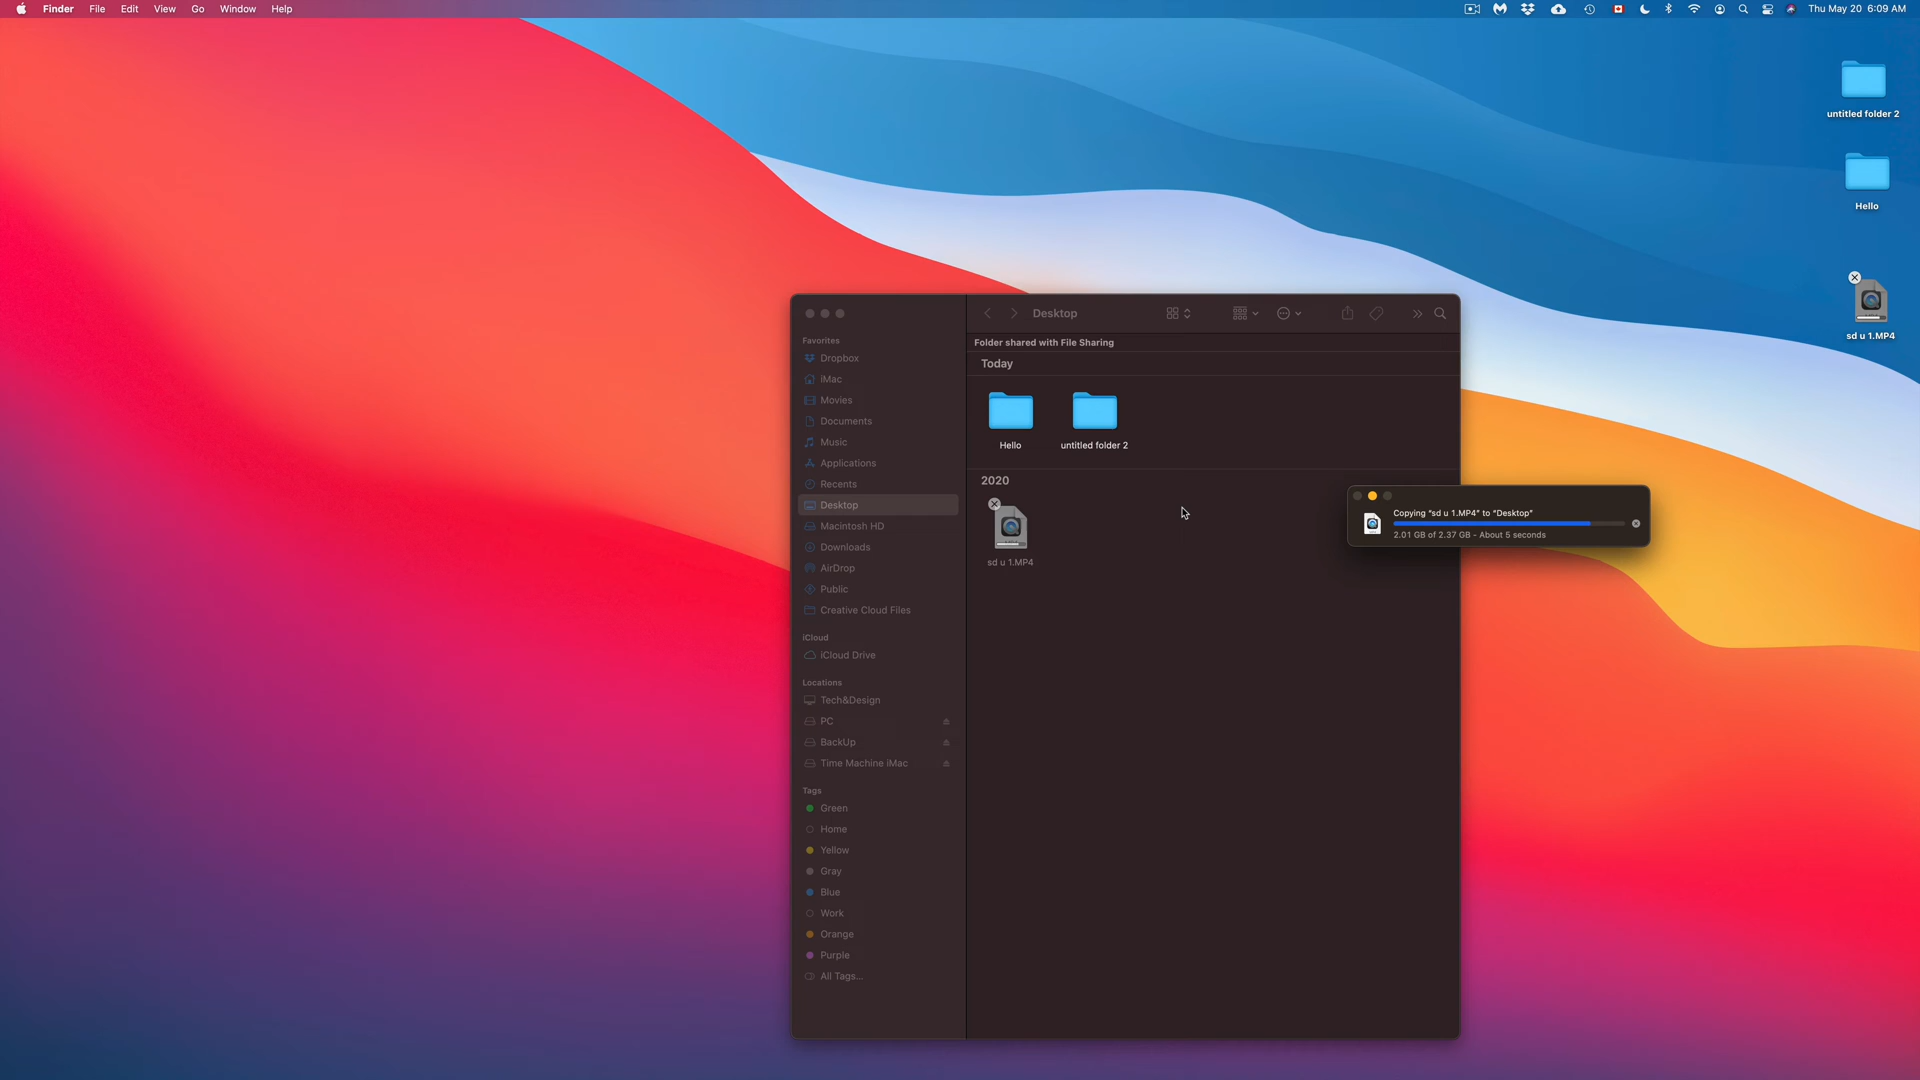 Finder File Edit View Go Window Help
Thu May 20 6:09 AM
untitled folder 2
Hello
sd u 1.MP4
Desktop
Folder shared with File Sharing
Today
Hello
untitled folder 2
2020
sd u 1.MP4
Favorites
Dropbox
iMac
Movies
Documents
Music
Applications
Recents
Desktop
Macintosh HD
Downloads
AirDrop
Public
Creative Cloud Files
iCloud
iCloud Drive
Locations
Tech&Design
PC
BackUp
Time Machine iMac
Tags
Green
Home
Yellow
Gray
Blue
Work
Orange
Purple
All Tags...
Copying “sd u 1.MP4” to “Desktop”
2.01 GB of 2.37 GB - About 5 seconds